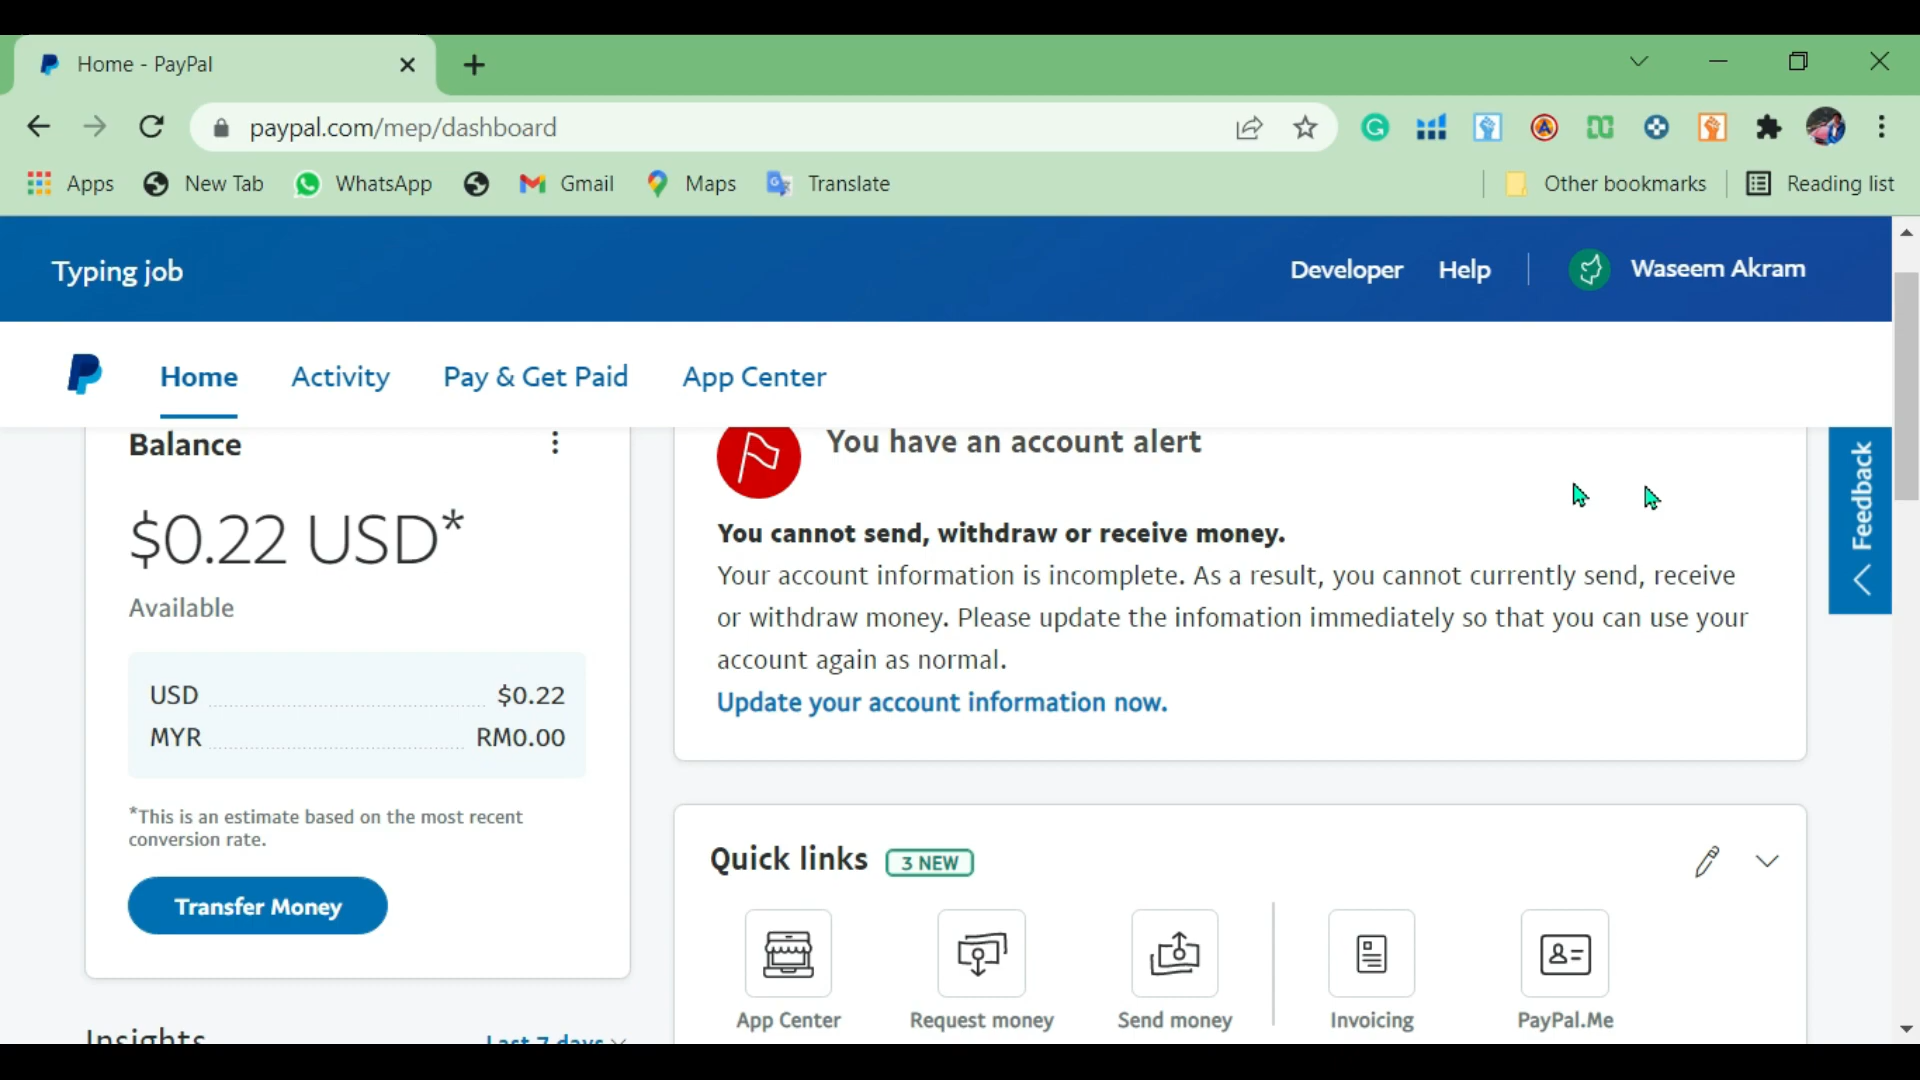 Home - PayPal
paypal.com/mep/dashboard
Apps New Tab WhatsApp Gmail Maps Translate Other bookmarks Reading list
Typing job Developer Help Waseem Akram
Home Activity Pay & Get Paid App Center
Balance
$0.22 USD*
Available
USD $0.22
MYR RM0.00
*This is an estimate based on the most recent
conversion rate.
Transfer Money
Insights Last 7 days
You have an account alert
You cannot send, withdraw or receive money.
Your account information is incomplete. As a result, you cannot currently send, receive
or withdraw money. Please update the infomation immediately so that you can use your
account again as normal.
Update your account information now.
Quick links 3 NEW
App Center Request money Send money Invoicing PayPal.Me
Feedback